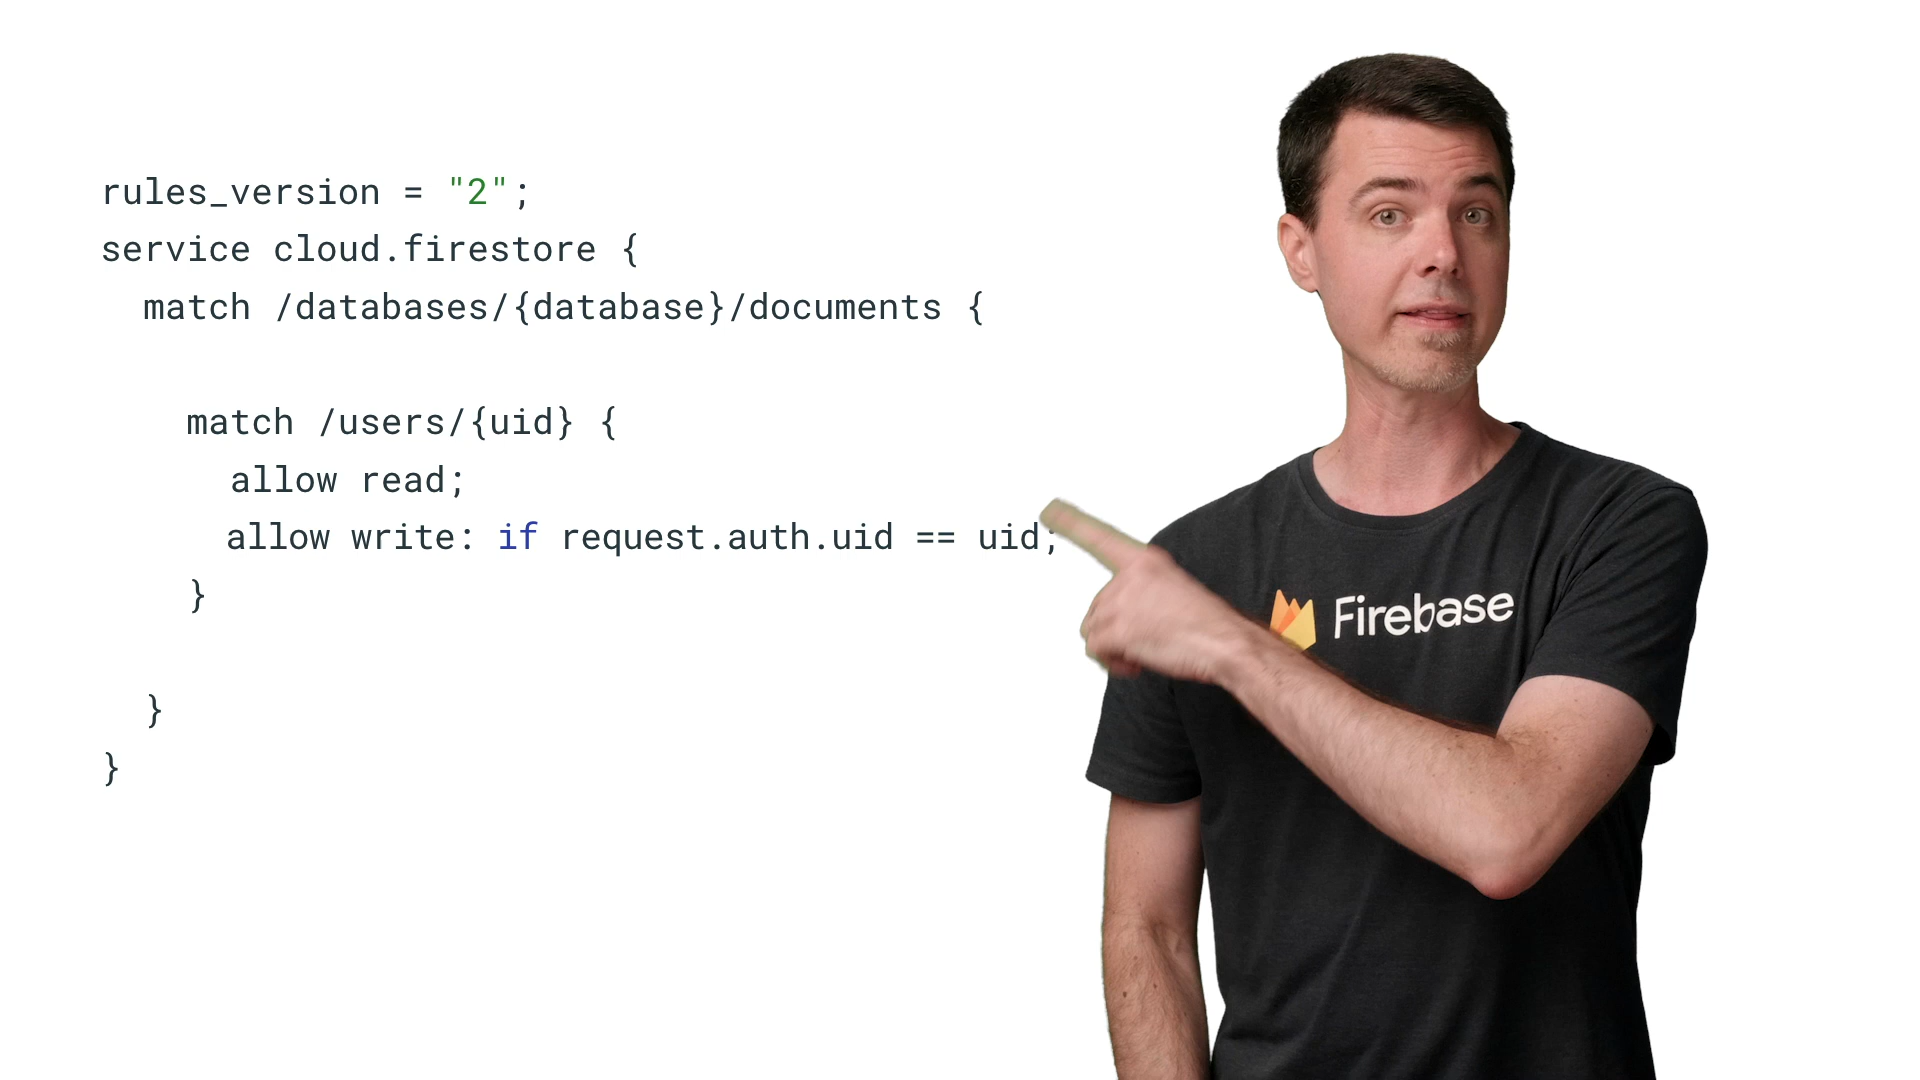 rules_version = "2";
service cloud.firestore {
match /databases/{database}/documents {
match /users/{uid} {
allow read;
allow write: if request.auth.uid == uid;
}
}
}
Firebase